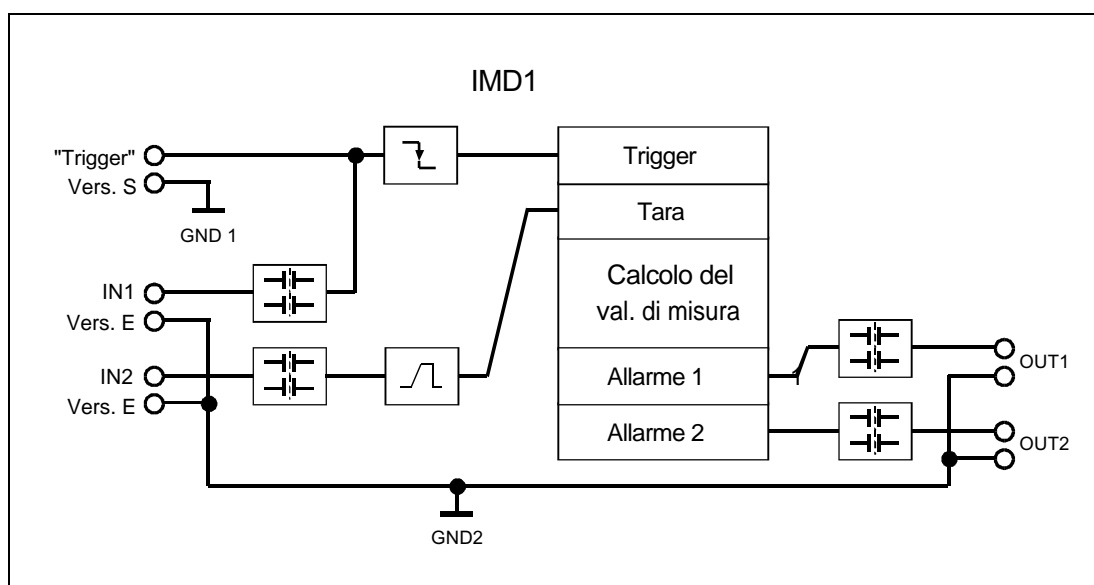 IMD1
"Trigger"
Vers. S
GND 1
IN1
Vers. E
IN2
Vers. E
Trigger
Tara
Calcolo del
val. di misura
Allarme 1
Allarme 2
OUT1
OUT2
GND2